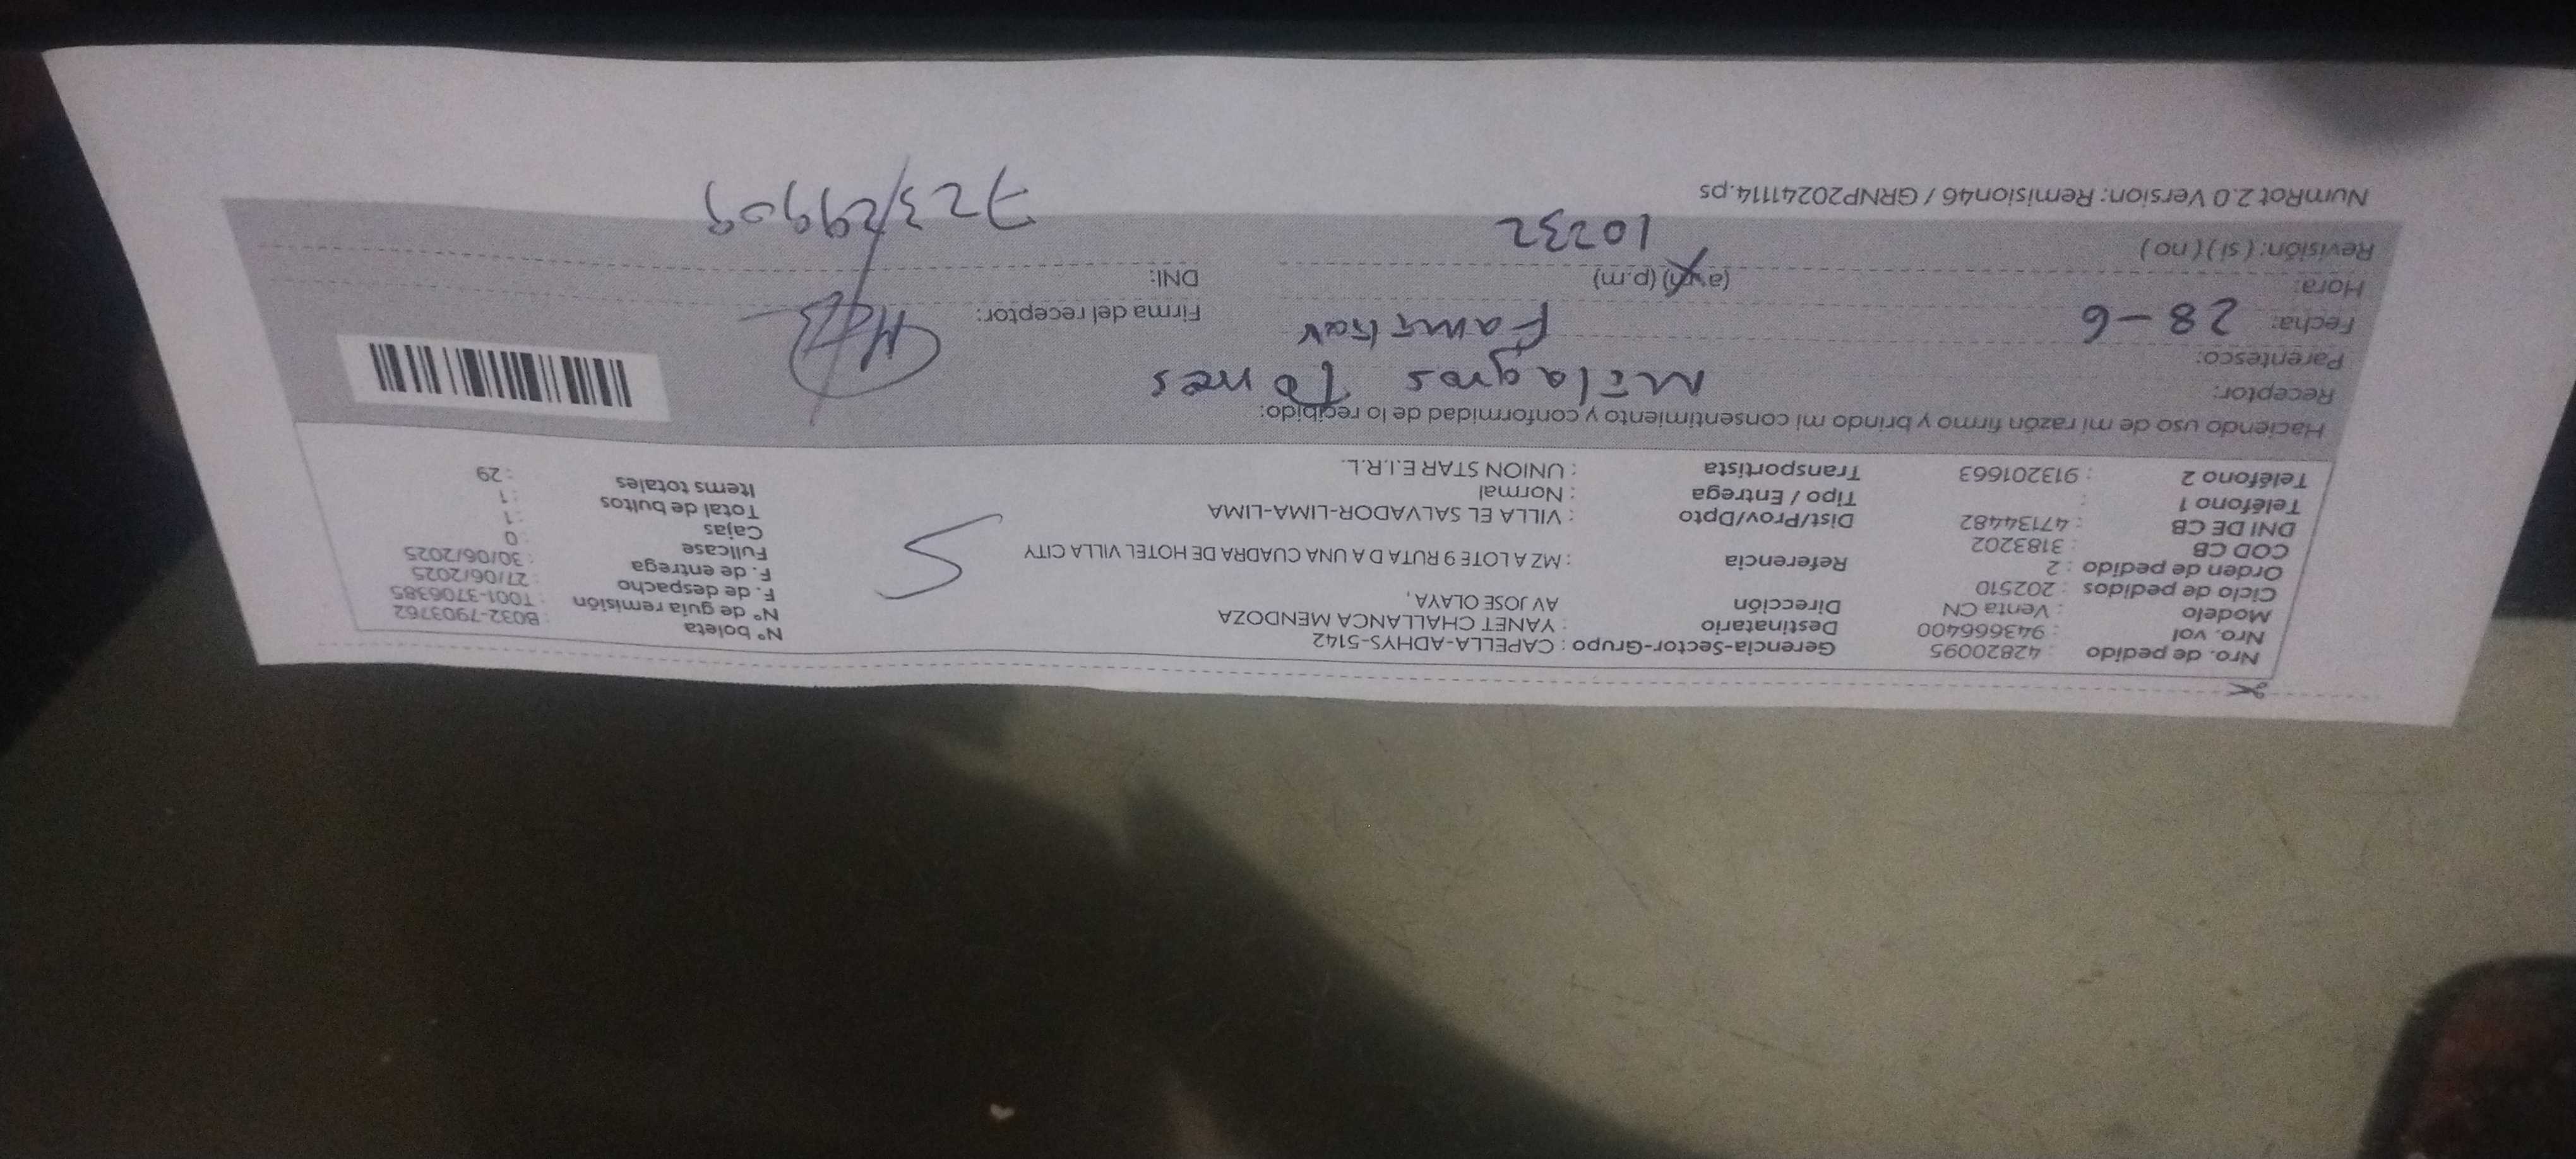 Nro. de pedido : 42820095 Gerencia-Sector-Grupo : CAPELLA-ADHYS-5142 N° boleta : B032-7903762
Nro. vol : 943666400 Destinatario : YANET CHALLANCA MENDOZA N° de guía remisión : T001-3706385
Modelo : Venta CN Dirección AV JOSE OLAYA, F. de despacho : 27/06/2025
Ciclo de pedidos : 202510 F. de entrega : 30/06/2025
Orden de pedido : 2 Referencia : MZ A LOTE 9 RUTA D A UNA CUADRA DE HOTEL VILLA CITY Fullcase : 0
COD CB : 3183202 Cajas : 1
DNI DE CB : 47134482 Dist/Prov/Dpto : VILLA EL SALVADOR-LIMA-LIMA Total de bultos : 1
Teléfono 1 : Tipo / Entrega : Normal Items totales : 29
Teléfono 2 : 913201663 Transportista : UNION STAR E.I.R.L.
S
Haciendo uso de mi razón firmo y brindo mi consentimiento y conformidad de lo recibido:
Receptor: Milagros
Parentesco: Familiar
Fecha: 28-6 Firma del receptor:
Hora: (a.m) (p.m) DNI:
Revisión: (si) (no) 10232 72329909
NumRot 2.0 Version: Remision46 / GRNP20241114.ps